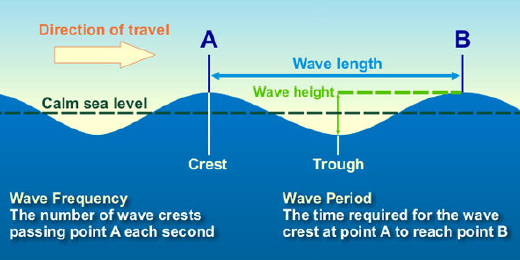 Direction of travel
A
B
Wave length
Wave height
Calm sea level
Crest
Trough
Wave Frequency
The number of wave crests
passing point A each second
Wave Period
The time required for the wave
crest at point A to reach point B